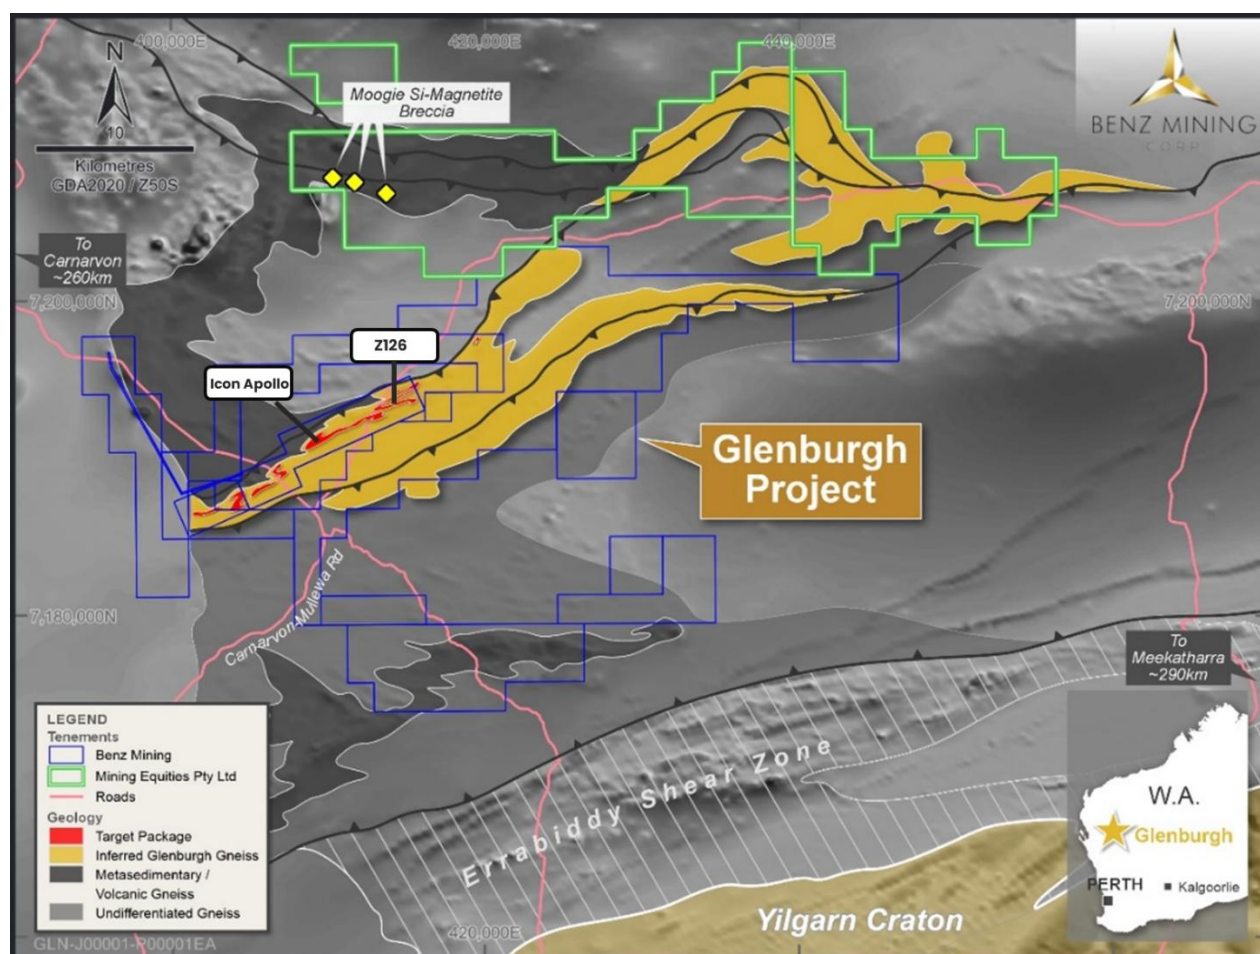 400,000E
420,000E
440,000E
N
10
Kilometres
GDA2020 / Z50S
Moogie Si-Magnetite
Breccia
BENZ MINING
CORP
To
Carnarvon
~260km
7,200,000N
7,200,000N
Z126
Icon Apollo
Glenburgh
Project
7,180,000N
Carnarvon-Mullewa Rd
To
Meekatharra
~290km
LEGEND
Tenements
Benz Mining
Mining Equities Pty Ltd
Roads
Geology
Target Package
Inferred Glenburgh Gneiss
Metasedimentary /
Volcanic Gneiss
Undifferentiated Gneiss
GLN-J00001-P00001EA
Errabiddy Shear Zone
W.A.
Glenburgh
PERTH
Kalgoorlie
Yilgarn Craton
420,000E